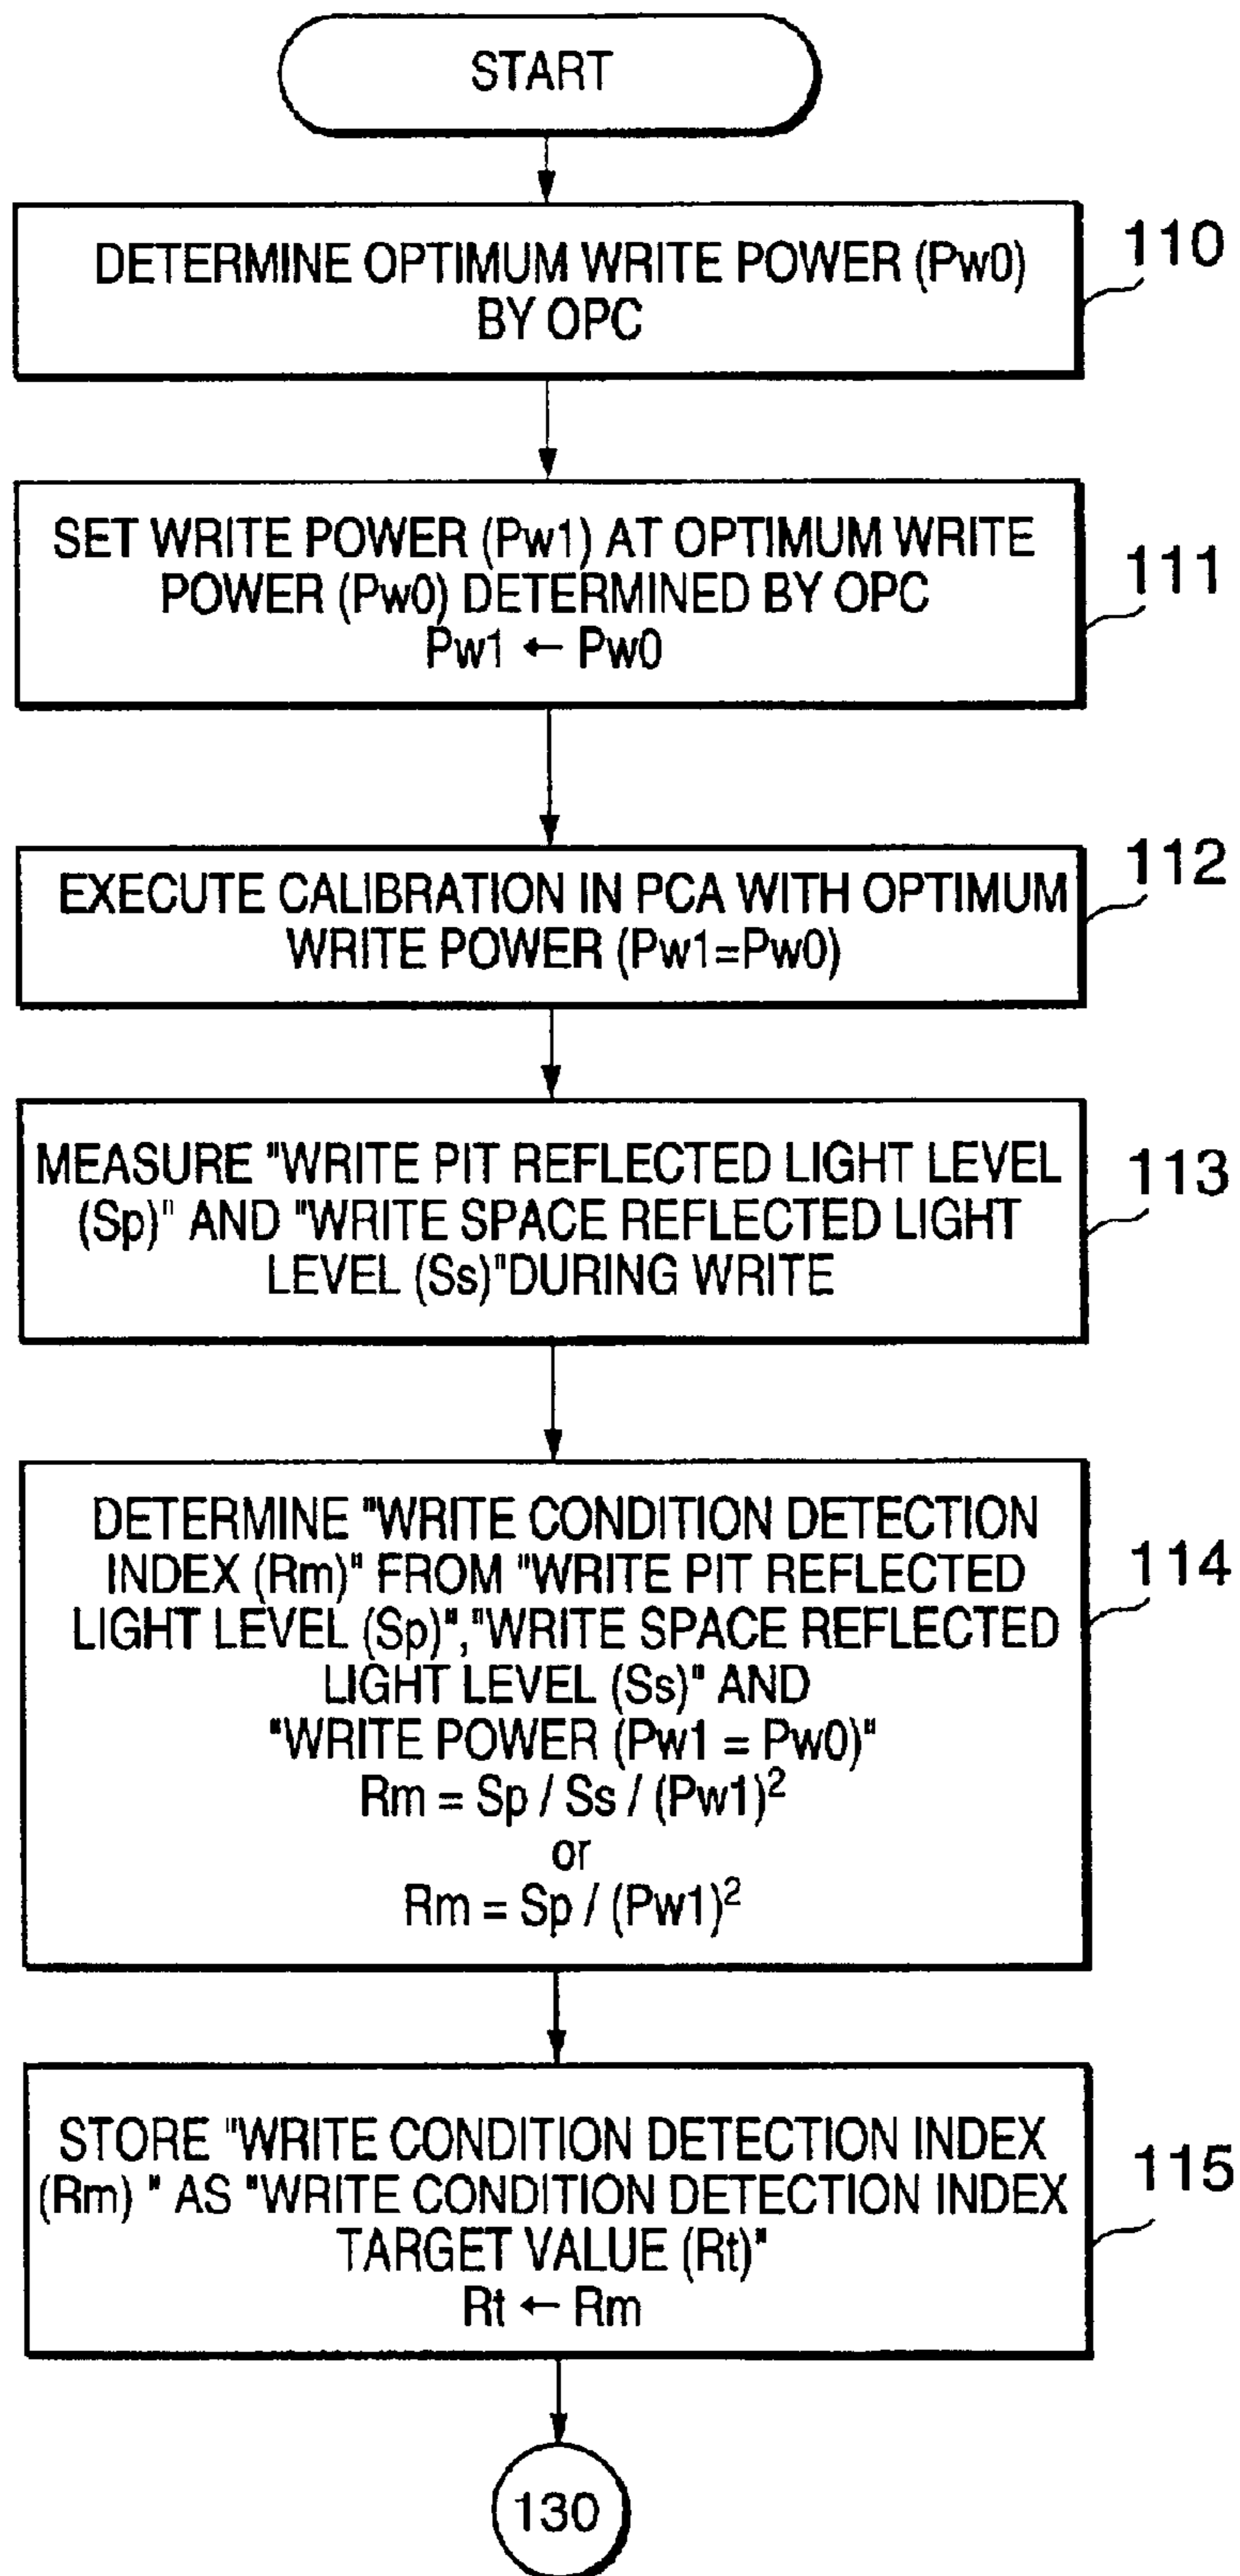 START
DETERMINE OPTIMUM WRITE POWER (Pw0)
BY OPC
110
SET WRITE POWER (Pw1) AT OPTIMUM WRITE
POWER (Pw0) DETERMINED BY OPC
Pw1 ← Pw0
111
EXECUTE CALIBRATION IN PCA WITH OPTIMUM
WRITE POWER (Pw1=Pw0)
112
MEASURE "WRITE PIT REFLECTED LIGHT LEVEL
(Sp)" AND "WRITE SPACE REFLECTED LIGHT
LEVEL (Ss)"DURING WRITE
113
DETERMINE "WRITE CONDITION DETECTION
INDEX (Rm)" FROM "WRITE PIT REFLECTED
LIGHT LEVEL (Sp)","WRITE SPACE REFLECTED
LIGHT LEVEL (Ss)" AND
"WRITE POWER (Pw1 = Pw0)"
Rm = Sp / Ss / (Pw1)²
or
Rm = Sp / (Pw1)²
114
STORE "WRITE CONDITION DETECTION INDEX
(Rm) " AS "WRITE CONDITION DETECTION INDEX
TARGET VALUE (Rt)"
Rt ← Rm
115
130